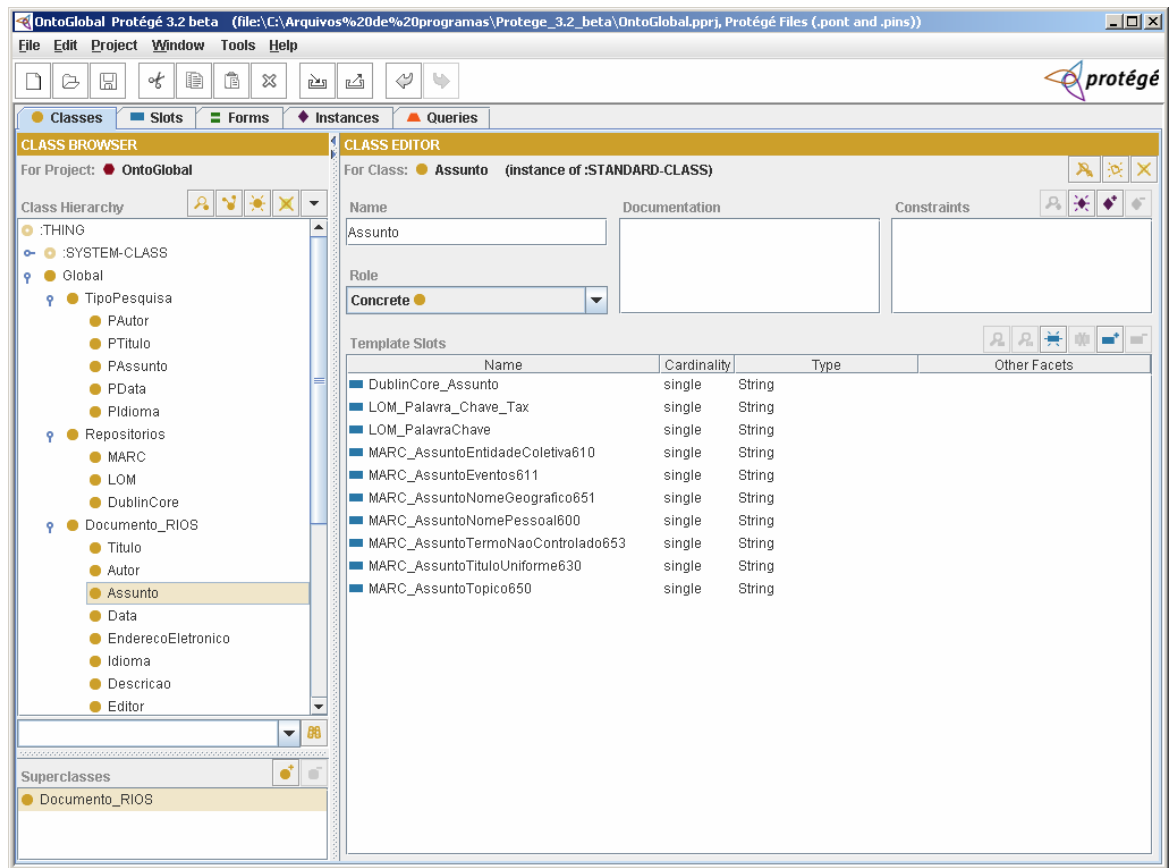 OntoGlobal Protégé 3.2 beta (file:\C:\Arquivos%20de%20programas\Protege_3.2_beta\OntoGlobal.pprj, Protégé Files (.pont and .pins))
File Edit Project Window Tools Help
protégé
Classes Slots Forms Instances Queries
CLASS BROWSER
For Project: OntoGlobal
Class Hierarchy
:THING
:SYSTEM-CLASS
Global
TipoPesquisa
PAutor
PTitulo
PAssunto
PData
PIdioma
Repositorios
MARC
LOM
DublinCore
Documento_RIOS
Titulo
Autor
Assunto
Data
EnderecoEletronico
Idioma
Descricao
Editor
Superclasses
Documento_RIOS
CLASS EDITOR
For Class: Assunto (instance of :STANDARD-CLASS)
Name Documentation Constraints
Assunto
Role
Concrete
Template Slots
Name Cardinality Type Other Facets
DublinCore_Assunto single String
LOM_Palavra_Chave_Tax single String
LOM_PalavraChave single String
MARC_AssuntoEntidadeColetiva610 single String
MARC_AssuntoEventos611 single String
MARC_AssuntoNomeGeografico651 single String
MARC_AssuntoNomePessoal600 single String
MARC_AssuntoTermoNaoControlado653 single String
MARC_AssuntoTituloUniforme630 single String
MARC_AssuntoTopico650 single String